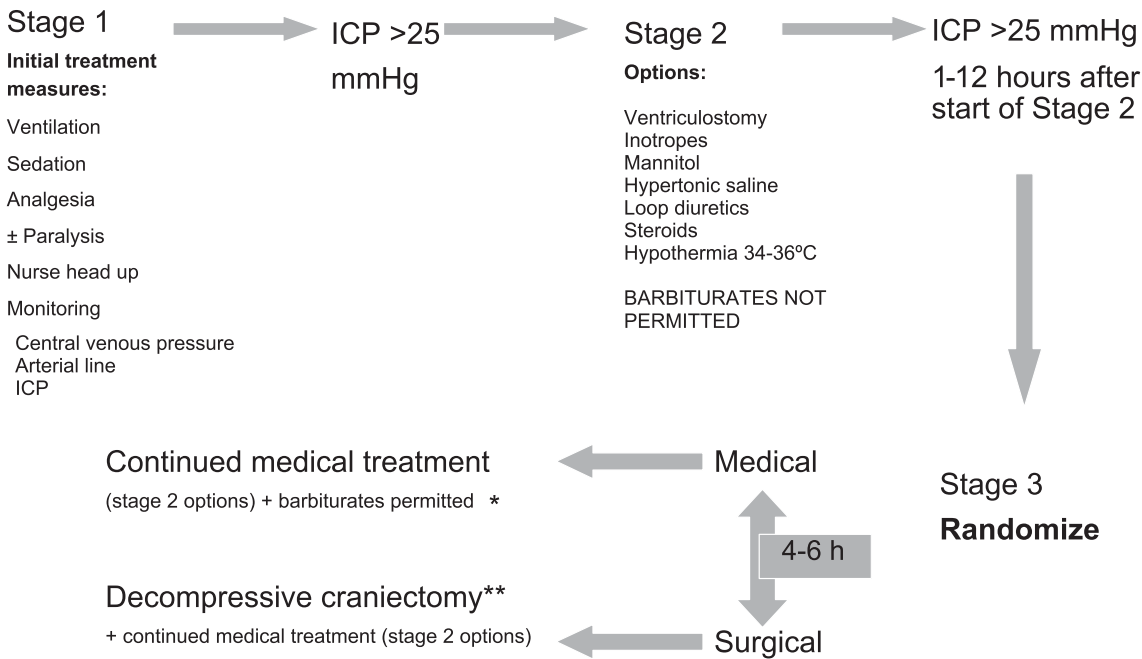 Stage 1
Initial treatment
measures:
Ventilation
Sedation
Analgesia
± Paralysis
Nurse head up
Monitoring
Central venous pressure
Arterial line
ICP
ICP >25
mmHg
Stage 2
Options:
Ventriculostomy
Inotropes
Mannitol
Hypertonic saline
Loop diuretics
Steroids
Hypothermia 34-36ºC
BARBITURATES NOT
PERMITTED
ICP >25 mmHg
1-12 hours after
start of Stage 2
Stage 3
Randomize
Medical
4-6 h
Surgical
Continued medical treatment
(stage 2 options) + barbiturates permitted *
Decompressive craniectomy**
+ continued medical treatment (stage 2 options)